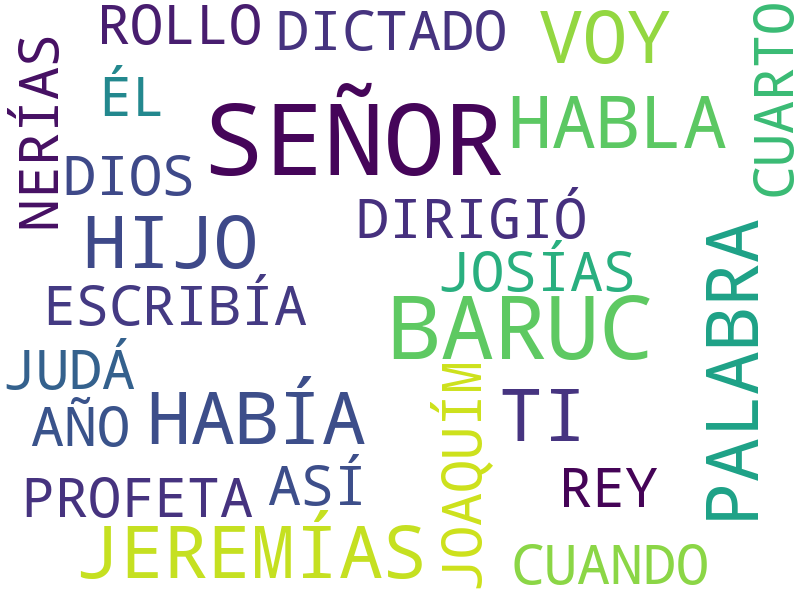 ROLLO
DICTADO
VOY
CUARTO
NERÍAS
ÉL
SEÑOR
HABLA
DIOS
DIRIGIÓ
HIJO
JOSÍAS
PALABRA
ESCRIBÍA
BARUC
JUDÁ
AÑO
HABÍA
JOAQUÍM
TI
PROFETA
ASÍ
REY
JEREMÍAS
CUANDO